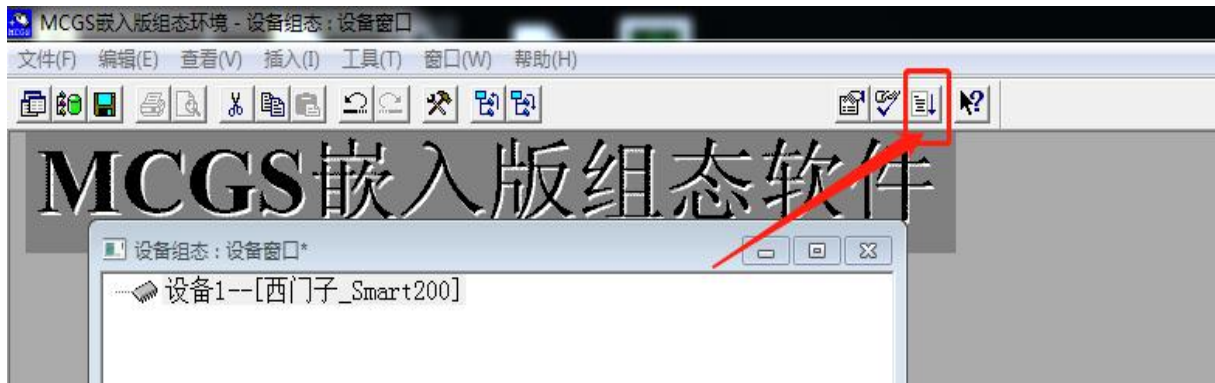 MCGS嵌入版组态环境 - 设备组态 : 设备窗口
文件(F) 编辑(E) 查看(V) 插入(I) 工具(T) 窗口(W) 帮助(H)
MCGS嵌入版组态软件
设备组态 : 设备窗口*
设备1--[西门子_Smart200]